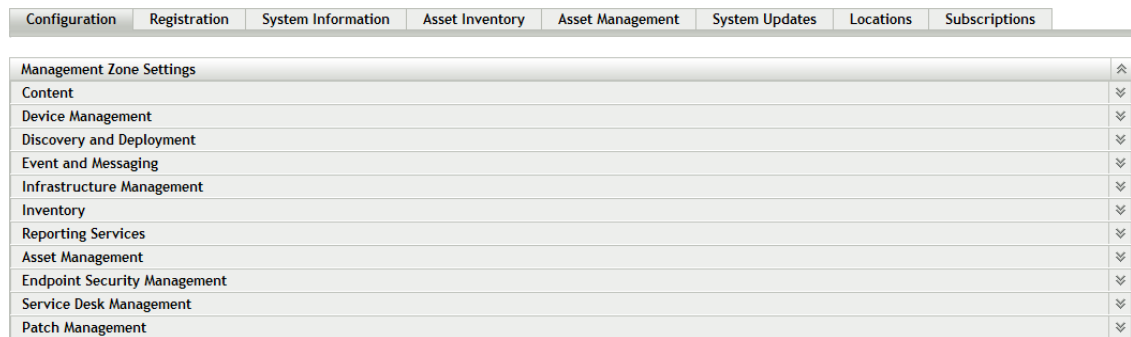 Configuration Registration System Information Asset Inventory Asset Management System Updates Locations Subscriptions
Management Zone Settings
Content
Device Management
Discovery and Deployment
Event and Messaging
Infrastructure Management
Inventory
Reporting Services
Asset Management
Endpoint Security Management
Service Desk Management
Patch Management